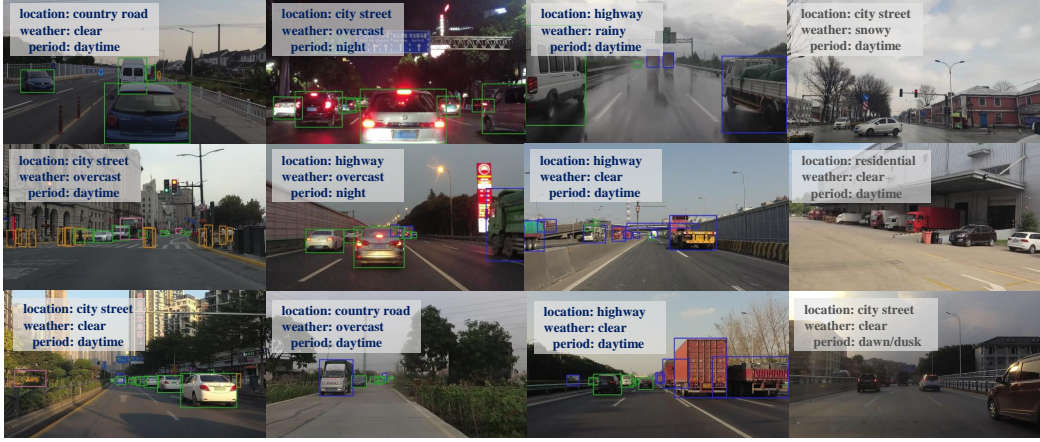 location: country road
weather: clear
period: daytime
location: city street
weather: overcast
period: night
location: highway
weather: rainy
period: daytime
location: city street
weather: snowy
period: daytime
location: city street
weather: overcast
period: daytime
location: highway
weather: overcast
period: night
location: highway
weather: clear
period: daytime
location: residential
weather: clear
period: daytime
location: city street
weather: clear
period: daytime
location: country road
weather: overcast
period: daytime
location: highway
weather: clear
period: daytime
location: city street
weather: clear
period: dawn/dusk